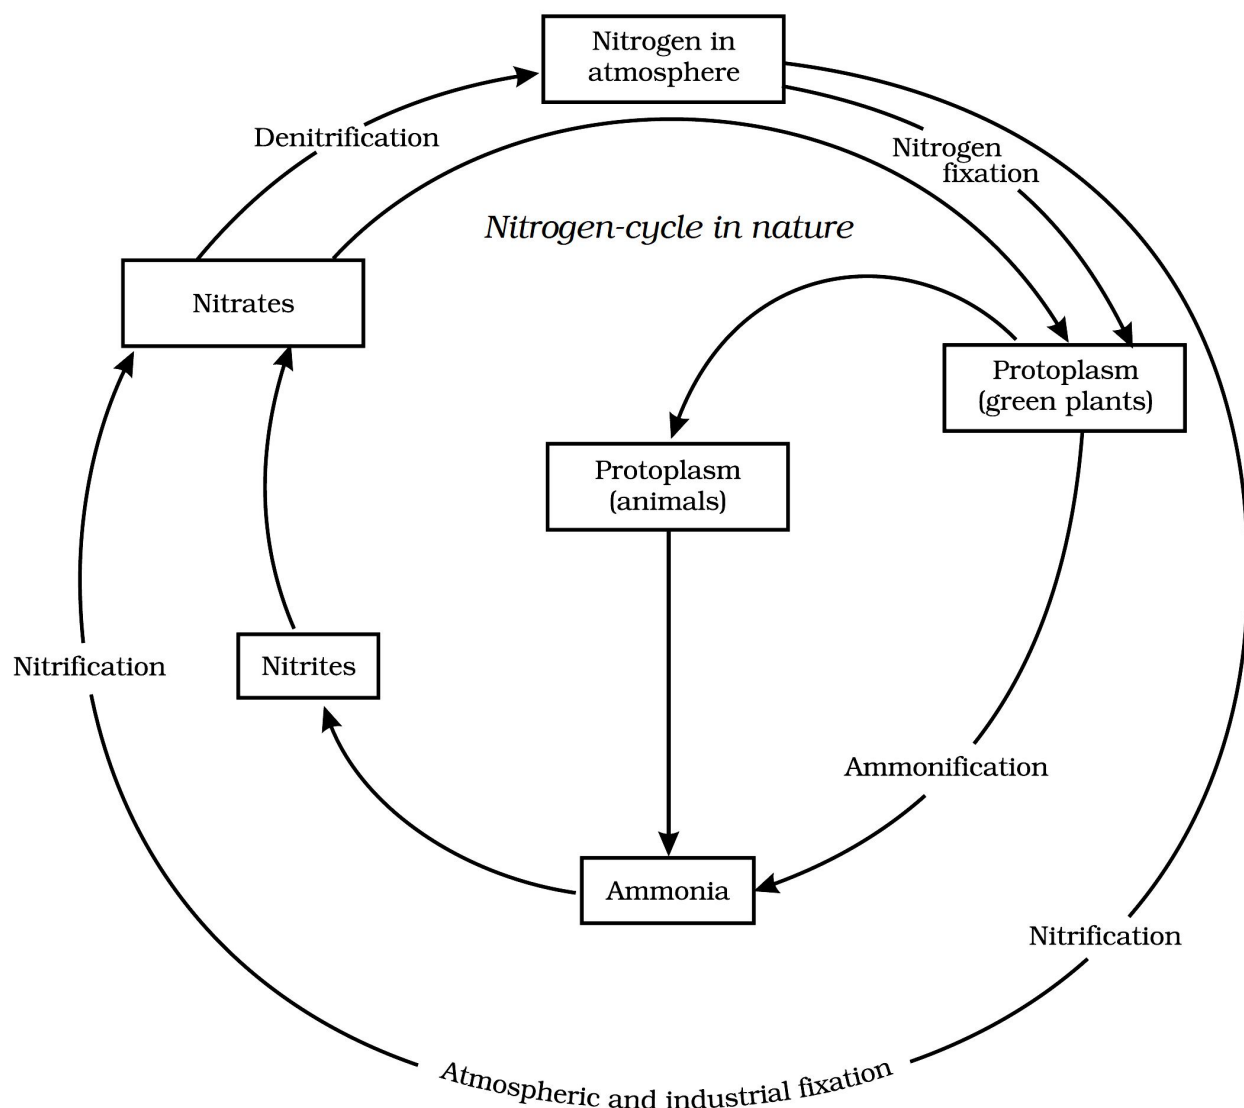 Nitrogen in
atmosphere
Denitrification
Nitrogen
fixation
Nitrogen-cycle in nature
Nitrates
Protoplasm
(green plants)
Protoplasm
(animals)
Nitrification
Nitrites
Ammonification
Ammonia
Nitrification
Atmospheric and industrial fixation